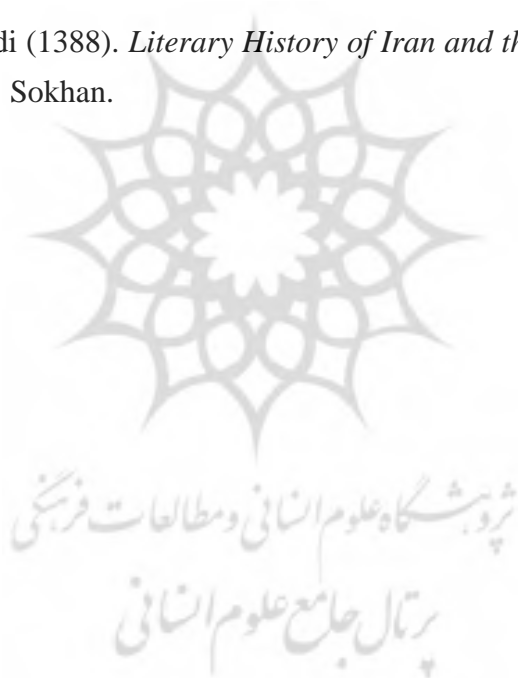 di (1388). Literary History of Iran and th
Sokhan.
پژوهشگاه علوم انسانی و مطالعات فرهنگی
پرتال جامع علوم انسانی